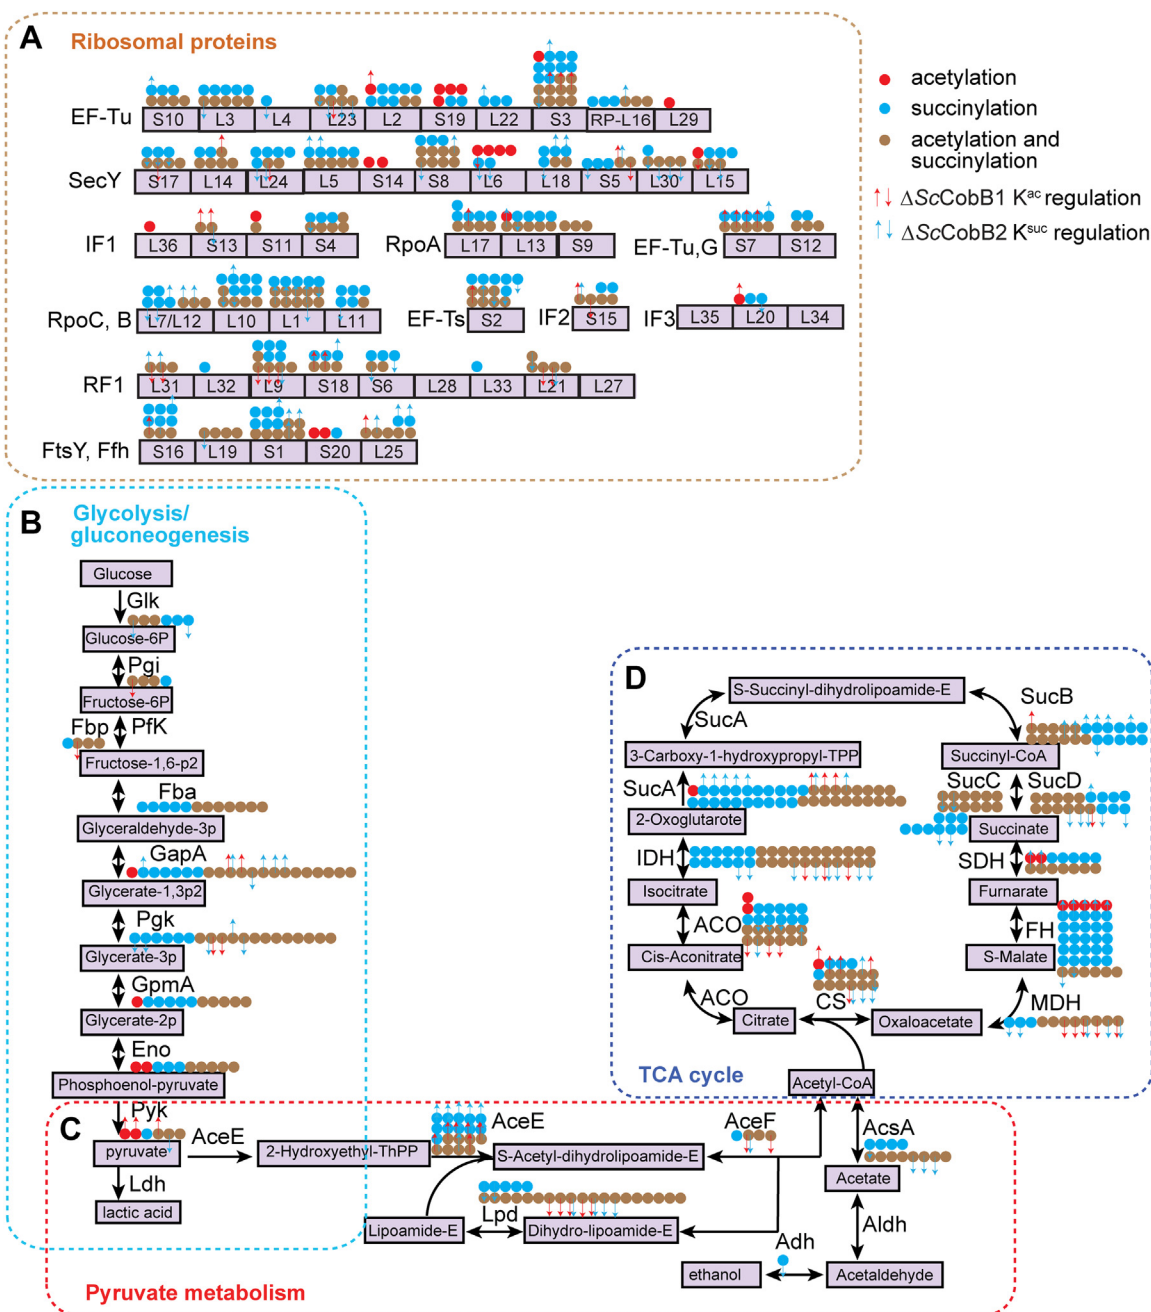 A
Ribosomal proteins
acetylation
succinylation
acetylation and
succinylation
ΔScCobB1 Kac regulation
ΔScCobB2 Ksuc regulation
EF-Tu S10 L3 L4 L23 L2 S19 L22 S3 RP-L16 L29
SecY S17 L14 L24 L5 S14 S8 L6 L18 S5 L30 L15
IF1 L36 S13 S11 S4 RpoA L17 L13 S9 EF-Tu,G S7 S12
RpoC, B L7/L12 L10 L1 L11 EF-Ts S2 IF2 S15 IF3 L35 L20 L34
RF1 L31 L32 L9 S18 S6 L28 L33 L21 L27
FtsY, Ffh S16 L19 S1 S20 L25
B
Glycolysis/
gluconeogenesis
Glucose
Glk
Glucose-6P
Pgi
Fructose-6P
Fbp PfK
Fructose-1,6-p2
Fba
Glyceraldehyde-3p
GapA
Glycerate-1,3p2
Pgk
Glycerate-3p
GpmA
Glycerate-2p
Eno
Phosphoenol-pyruvate
Pyk
D
S-Succinyl-dihydrolipoamide-E
SucA
SucB
3-Carboxy-1-hydroxypropyl-TPP
Succinyl-CoA
SucA
SucC SucD
2-Oxoglutarote
Succinate
IDH
SDH
Isocitrate
Furnarate
ACO
FH
Cis-Aconitrate
S-Malate
ACO
CS
MDH
Citrate
Oxaloacetate
TCA cycle
Acetyl-CoA
C
pyruvate
AceE
2-Hydroxyethyl-ThPP
AceE
S-Acetyl-dihydrolipoamide-E
AceF
AcsA
Acetate
Ldh
lactic acid
Lipoamide-E
Lpd
Dihydro-lipoamide-E
Aldh
Adh
ethanol
Acetaldehyde
Pyruvate metabolism